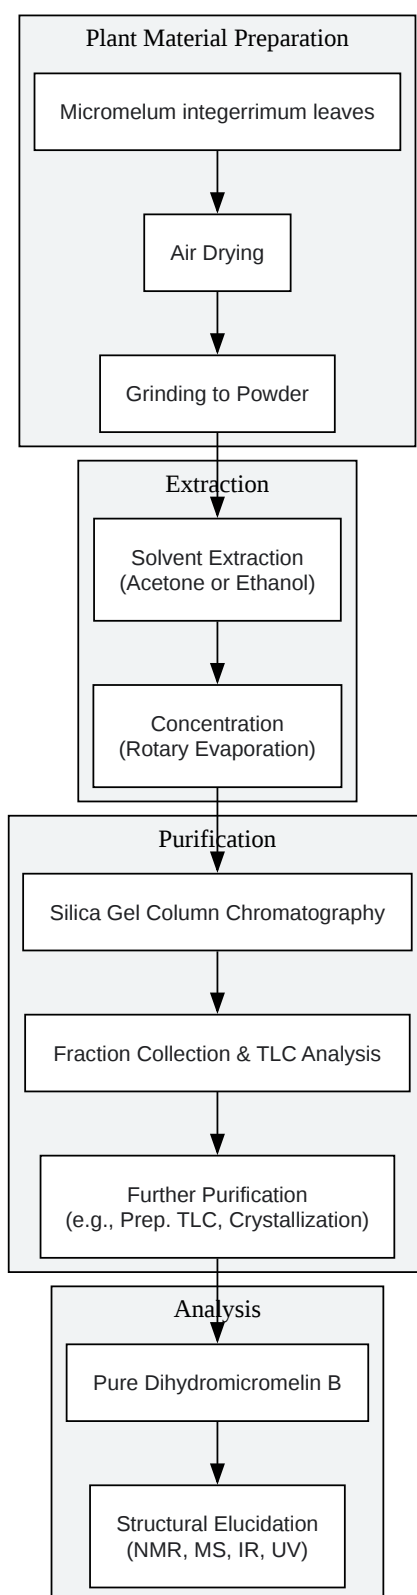 Plant Material Preparation
Micromelum integerrimum leaves
Air Drying
Grinding to Powder
Extraction
Solvent Extraction
(Acetone or Ethanol)
Concentration
(Rotary Evaporation)
Purification
Silica Gel Column Chromatography
Fraction Collection & TLC Analysis
Further Purification
(e.g., Prep. TLC, Crystallization)
Analysis
Pure Dihydromicromelin B
Structural Elucidation
(NMR, MS, IR, UV)